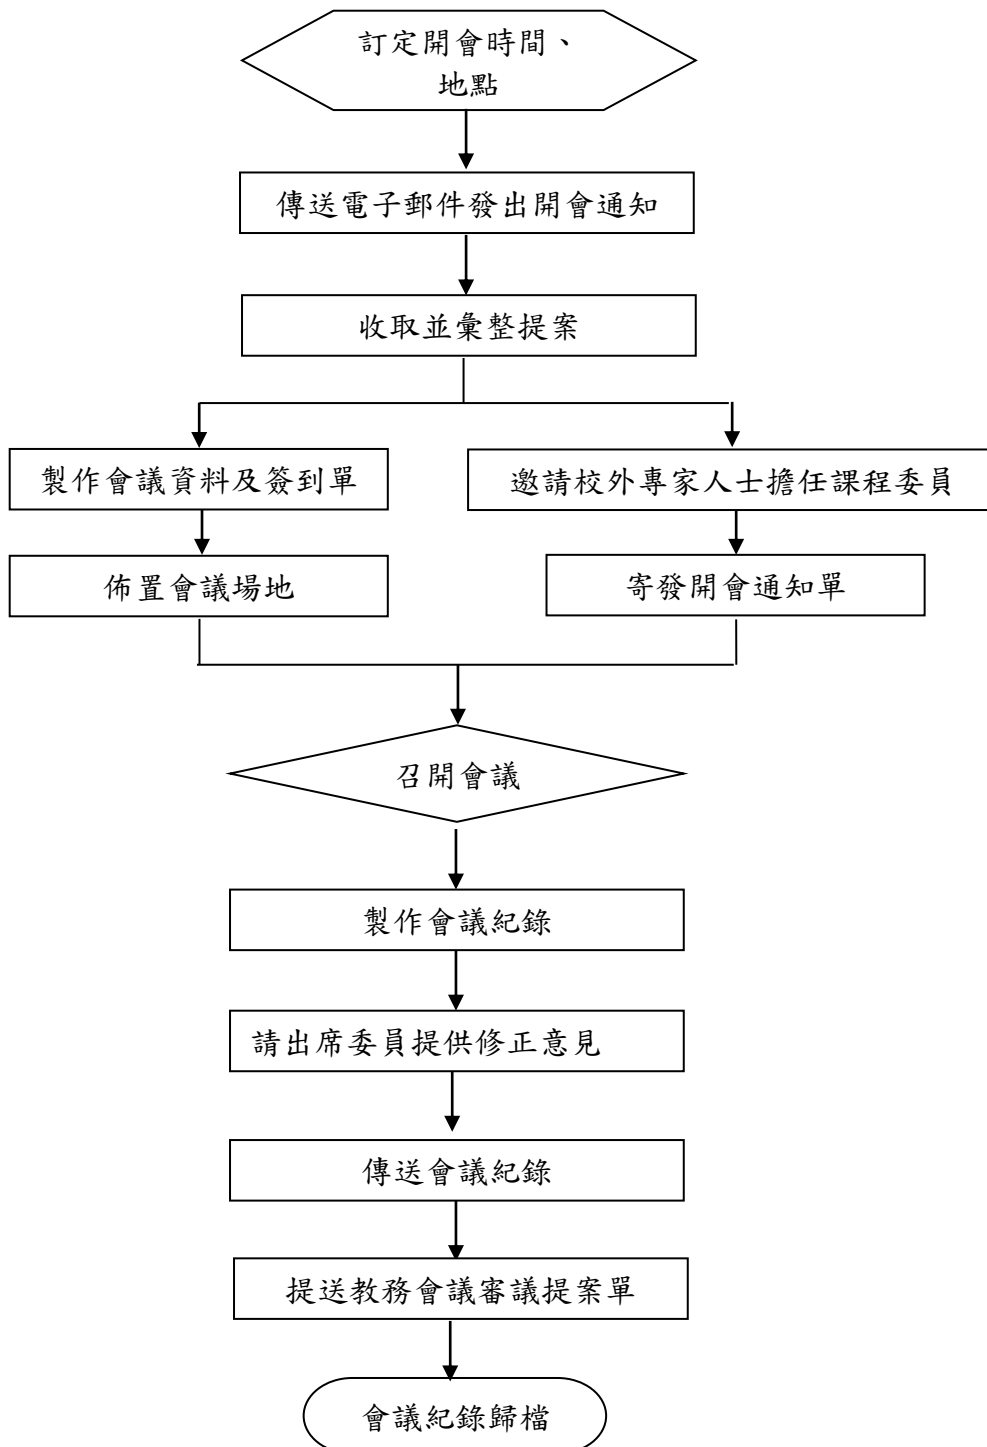 訂定開會時間、
地點
傳送電子郵件發出開會通知
收取並彙整提案
製作會議資料及簽到單
邀請校外專家人士擔任課程委員
佈置會議場地
寄發開會通知單
召開會議
製作會議紀錄
請出席委員提供修正意見
傳送會議紀錄
提送教務會議審議提案單
會議紀錄歸檔